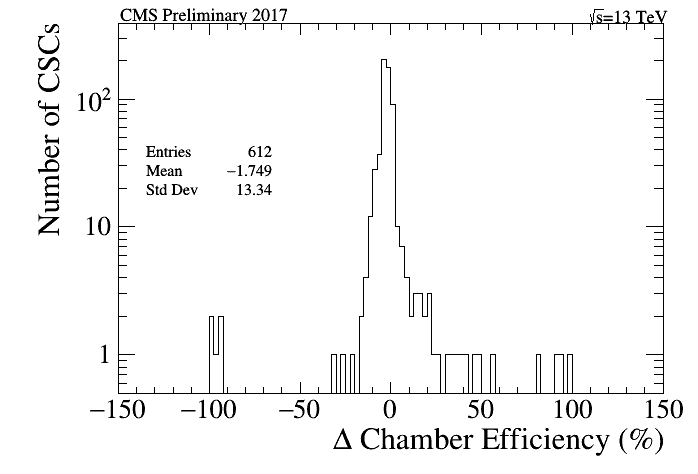 CMS Preliminary 2017
√s=13 TeV
Number of CSCs
10²
10
1
Entries 612
Mean −1.749
Std Dev 13.34
−150 −100 −50 0 50 100 150
Δ Chamber Efficiency (%)